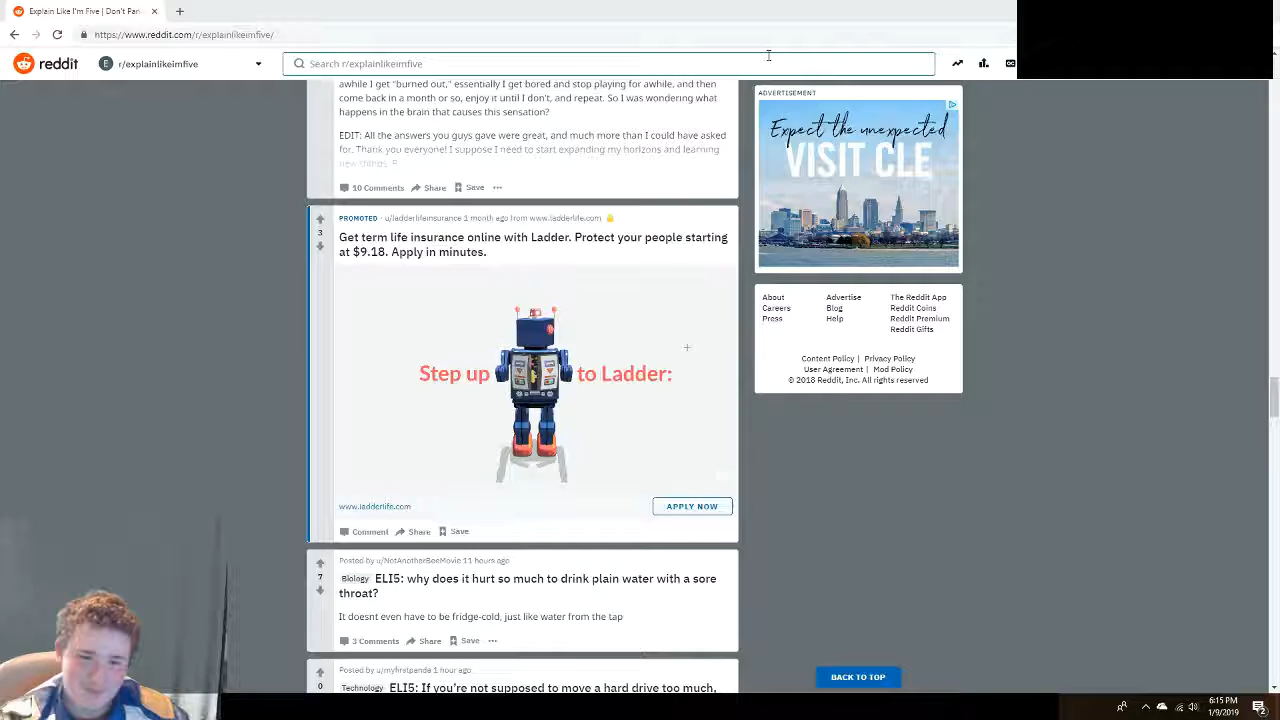 Explain Like I'm Five | Don't Pan
https://www.reddit.com/r/explainlikeimfive/
reddit
E r/explainlikeimfive
Search r/explainlikeimfive
awhile I get "burned out," essentially I get bored and stop playing for awhile, and then
come back in a month or so, enjoy it until I don't, and repeat. So I was wondering what
happens in the brain that causes this sensation?
EDIT: All the answers you guys gave were great, and much more than I could have asked
for. Thank you everyone! I suppose I need to start expanding my horizons and learning
new things.
10 Comments Share Save
3
PROMOTED · u/ladderlifeinsurance 1 month ago from www.ladderlife.com
Get term life insurance online with Ladder. Protect your people starting
at $9.18. Apply in minutes.
Step up to Ladder:
www.ladderlife.com
APPLY NOW
Comment Share Save
7
Posted by u/NotAnotherBeeMovie 11 hours ago
Biology ELI5: why does it hurt so much to drink plain water with a sore
throat?
It doesnt even have to be fridge-cold, just like water from the tap
3 Comments Share Save
0
Posted by u/myfirstpanda 1 hour ago
Technology ELI5: If you're not supposed to move a hard drive too much,
ADVERTISEMENT
Expect the unexpected
VISIT CLE
About Advertise The Reddit App
Careers Blog Reddit Coins
Press Help Reddit Premium
Reddit Gifts
Content Policy | Privacy Policy
User Agreement | Mod Policy
© 2018 Reddit, Inc. All rights reserved
BACK TO TOP
6:15 PM
1/9/2019